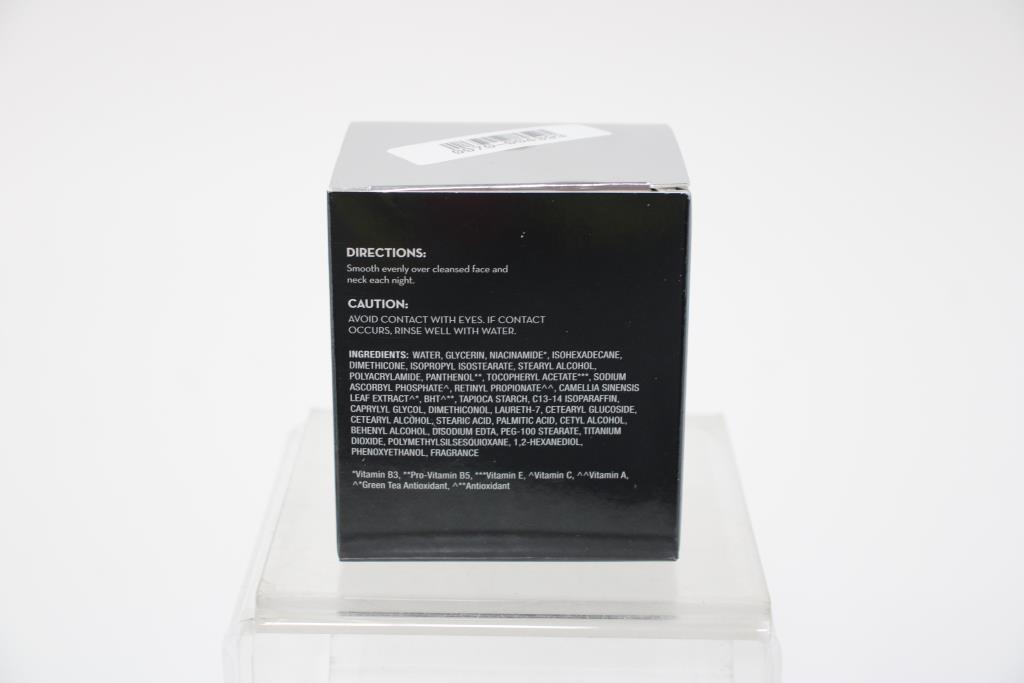 DIRECTIONS:
Smooth evenly over cleansed face and
neck each night.
CAUTION:
AVOID CONTACT WITH EYES. IF CONTACT
OCCURS, RINSE WELL WITH WATER.
INGREDIENTS: WATER, GLYCERIN, NIACINAMIDE*, ISOHEXADECANE,
DIMETHICONE, ISOPROPYL ISOSTEARATE, STEARYL ALCOHOL,
POLYACRYLAMIDE, PANTHENOL**, TOCOPHERYL ACETATE***, SODIUM
ASCORBYL PHOSPHATE^, RETINYL PROPIONATE^^, CAMELLIA SINENSIS
LEAF EXTRACT^*, BHT^**, TAPIOCA STARCH, C13-14 ISOPARAFFIN,
CAPRYLYL GLYCOL, DIMETHICONOL, LAURETH-7, CETEARYL GLUCOSIDE,
CETEARYL ALCOHOL, STEARIC ACID, PALMITIC ACID, CETYL ALCOHOL,
BEHENYL ALCOHOL, DISODIUM EDTA, PEG-100 STEARATE, TITANIUM
DIOXIDE, POLYMETHYLSILSESQUIOXANE, 1,2-HEXANEDIOL,
PHENOXYETHANOL, FRAGRANCE
*Vitamin B3, **Pro-Vitamin B5, ***Vitamin E, ^Vitamin C, ^^Vitamin A,
^*Green Tea Antioxidant, ^**Antioxidant